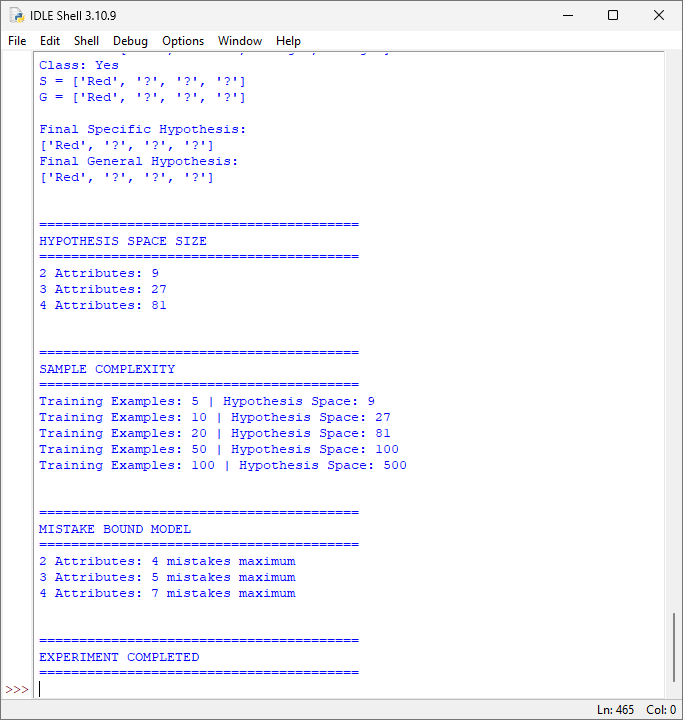 IDLE Shell 3.10.9
File Edit Shell Debug Options Window Help
Class: Yes
S = ['Red', '?', '?', '?']
G = ['Red', '?', '?', '?']
Final Specific Hypothesis:
['Red', '?', '?', '?']
Final General Hypothesis:
['Red', '?', '?', '?']
========================================
HYPOTHESIS SPACE SIZE
========================================
2 Attributes: 9
3 Attributes: 27
4 Attributes: 81
========================================
SAMPLE COMPLEXITY
========================================
Training Examples: 5 | Hypothesis Space: 9
Training Examples: 10 | Hypothesis Space: 27
Training Examples: 20 | Hypothesis Space: 81
Training Examples: 50 | Hypothesis Space: 100
Training Examples: 100 | Hypothesis Space: 500
========================================
MISTAKE BOUND MODEL
========================================
2 Attributes: 4 mistakes maximum
3 Attributes: 5 mistakes maximum
4 Attributes: 7 mistakes maximum
========================================
EXPERIMENT COMPLETED
========================================
>>>
Ln: 465 Col: 0